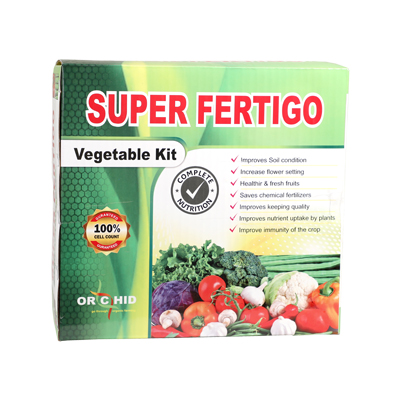 SUPER FERTIGO
Vegetable Kit
COMPLETE
NUTRITION
Improves Soil condition
Increase flower setting
Healthir & fresh fruits
Saves chemical fertilizers
Improves keeping quality
Improves nutrient uptake by plants
Improve immunity of the crop
GUARANTEED
100%
CELL COUNT
GUARANTEED
ORCHID